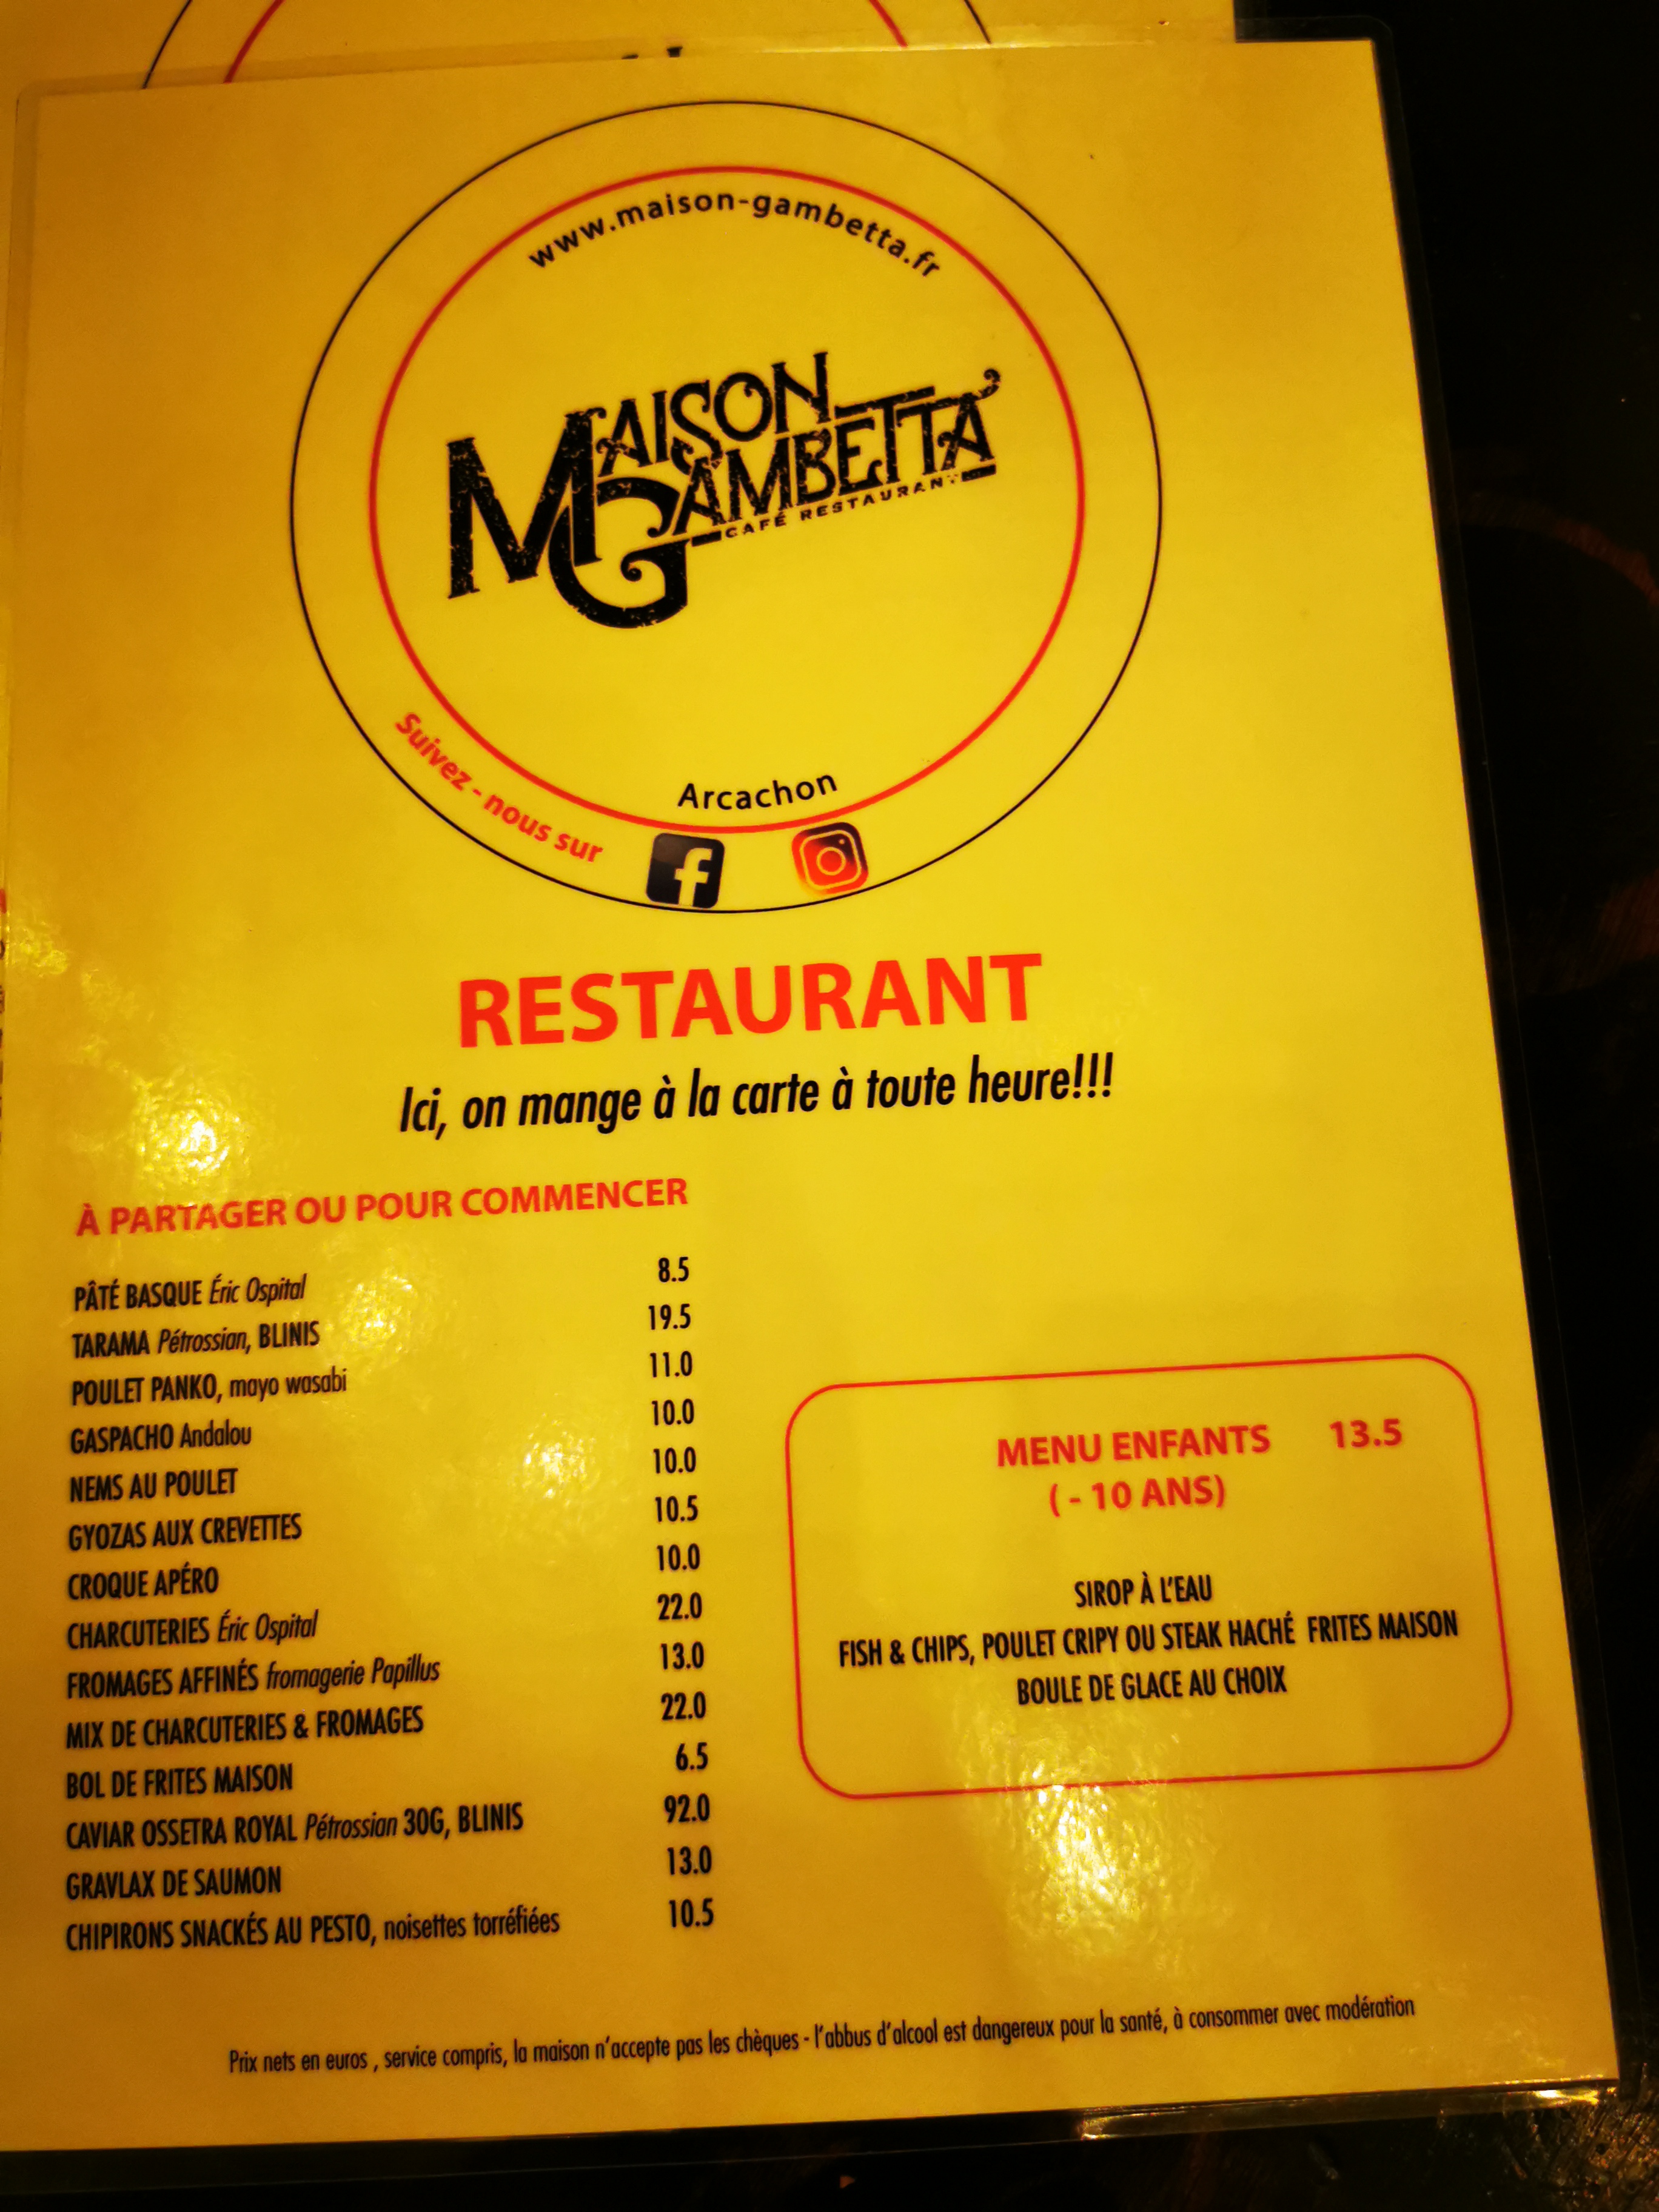 www.maison-gambetta.fr
MAISON
GAMBETTA
CAFÉ RESTAURANT
Arcachon
Suivez - nous sur
RESTAURANT
Ici, on mange à la carte à toute heure!!!
À PARTAGER OU POUR COMMENCER
PÂTÉ BASQUE Éric Ospital 8.5
TARAMA Pétrossian, BLINIS 19.5
POULET PANKO, mayo wasabi 11.0
GASPACHO Andalou 10.0
NEMS AU POULET 10.0
GYOZAS AUX CREVETTES 10.5
CROQUE APÉRO 10.0
CHARCUTERIES Éric Ospital 22.0
FROMAGES AFFINÉS fromagerie Papillus 13.0
MIX DE CHARCUTERIES & FROMAGES 22.0
BOL DE FRITES MAISON 6.5
CAVIAR OSSETRA ROYAL Pétrossian 30G, BLINIS 92.0
GRAVLAX DE SAUMON 13.0
CHIPIRONS SNACKÉS AU PESTO, noisettes torréfiées 10.5
MENU ENFANTS 13.5
( - 10 ANS)
SIROP À L'EAU
FISH & CHIPS, POULET CRIPY OU STEAK HACHÉ FRITES MAISON
BOULE DE GLACE AU CHOIX
Prix nets en euros , service compris, la maison n'accepte pas les chèques - l'abbus d'alcool est dangereux pour la santé, à consommer avec modération